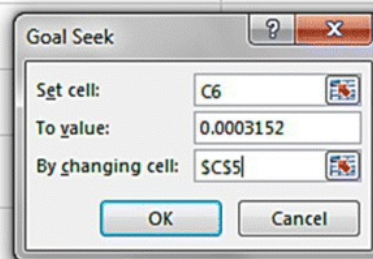 Goal Seek ?
Set cell: C6
To value: 0.0003152
By changing cell: $C$5
OK Cancel